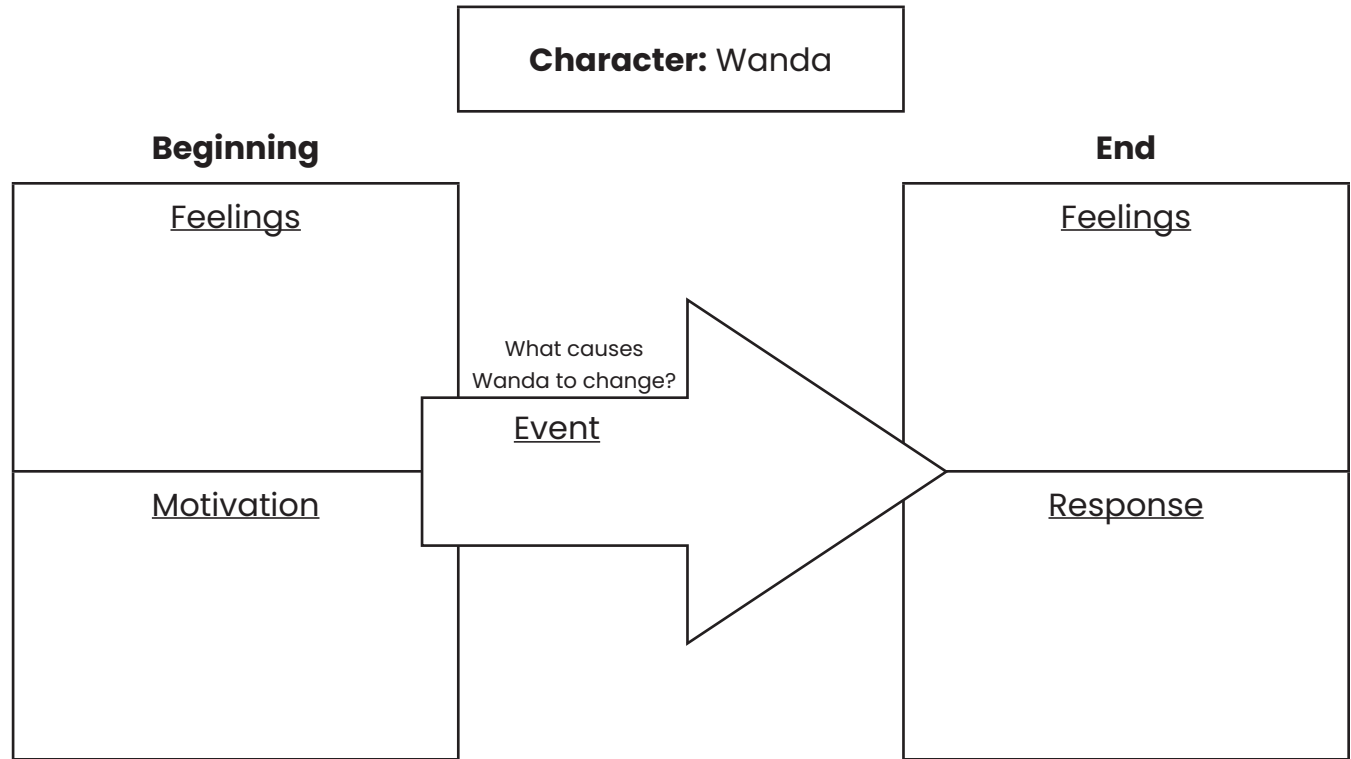 Character: Wanda
Beginning
End
Feelings
Feelings
What causes
Wanda to change?
Event
Motivation
Response